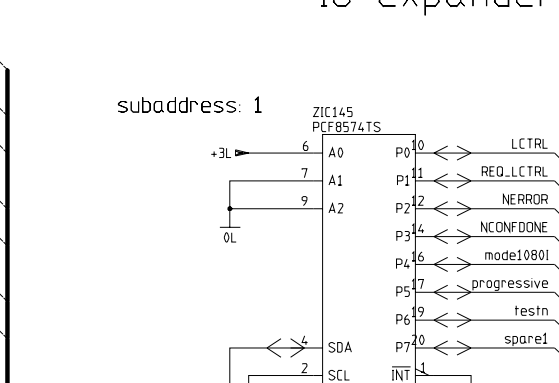 IO expander
subaddress: 1
ZIC145
PCF8574TS
+3L 6 A0 P0 10 LCTRL
7 A1 P1 11 REQ_LCTRL
9 A2 P2 12 NERROR
0L P3 14 NCONFDONE
P4 16 mode1080I
P5 17 progressive
P6 19 testn
4 SDA P7 20 spare1
2 SCL INT 1